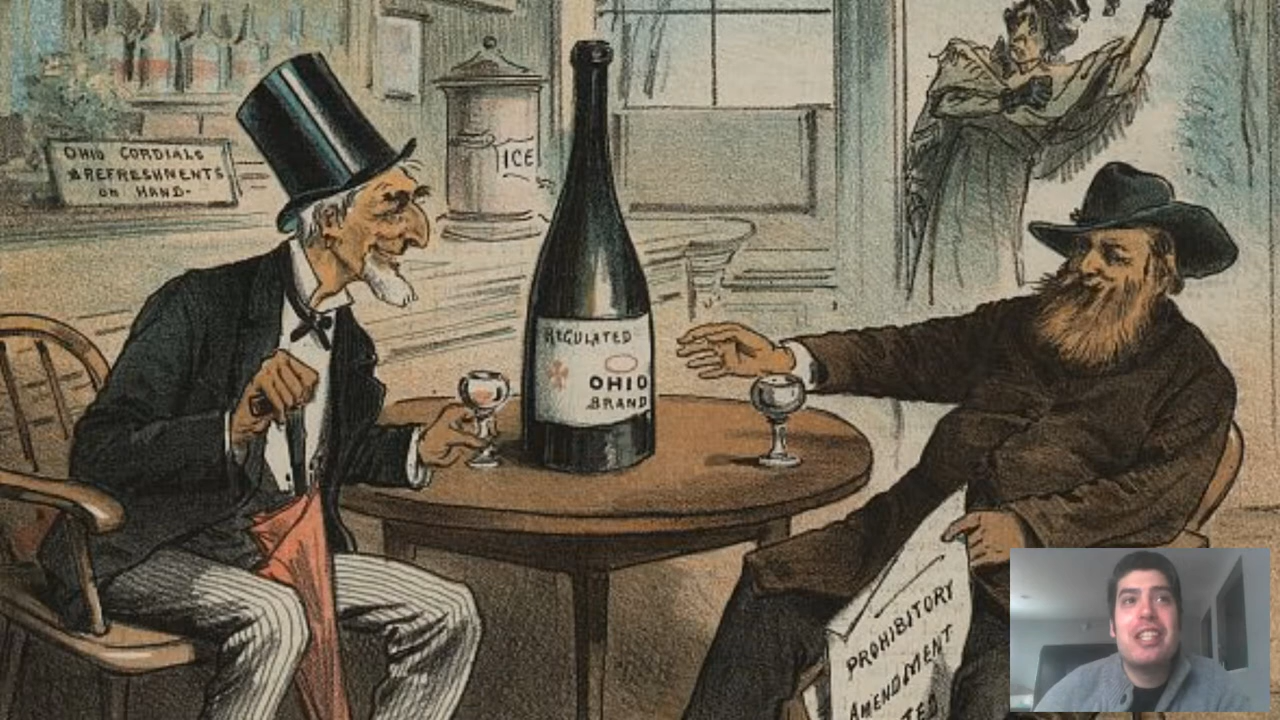 OHIO CORDIALS
& REFRESHMENTS
on HAND-
ICE
REGULATED
OHIO
BRAND
PROHIBITORY
AMENDMENT